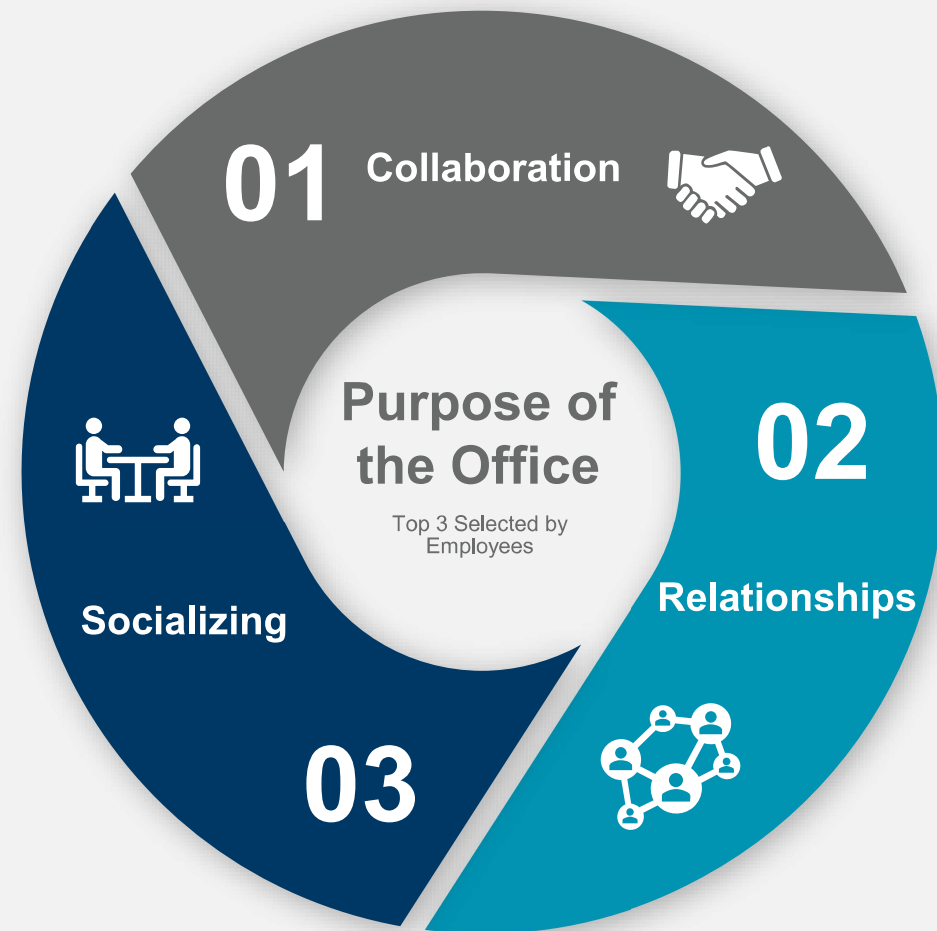 01 Collaboration
Purpose of
the Office
Top 3 Selected by
Employees
02
Relationships
Socializing
03